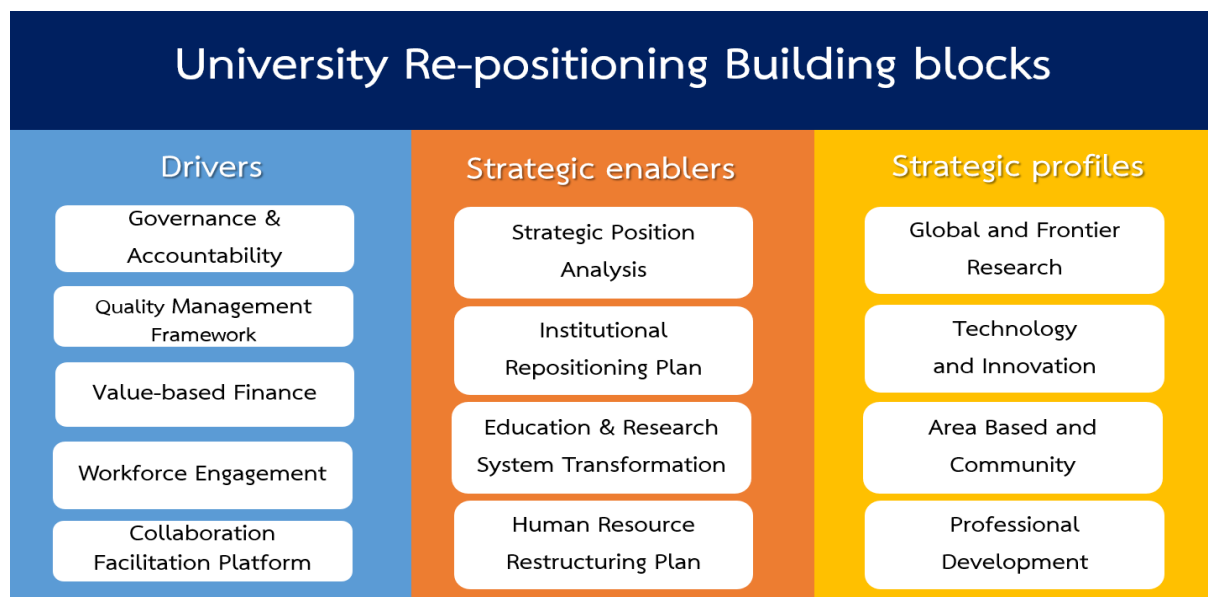 University Re-positioning Building blocks
Drivers
Governance &
Accountability
Quality Management
Framework
Value-based Finance
Workforce Engagement
Collaboration
Facilitation Platform
Strategic enablers
Strategic Position
Analysis
Institutional
Repositioning Plan
Education & Research
System Transformation
Human Resource
Restructuring Plan
Strategic profiles
Global and Frontier
Research
Technology
and Innovation
Area Based and
Community
Professional
Development